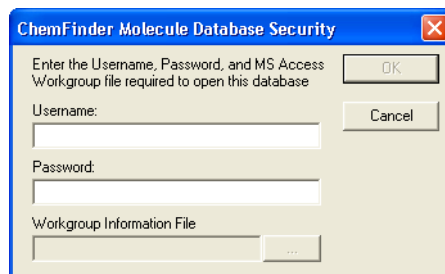 ChemFinder Molecule Database Security
Enter the Username, Password, and MS Access
Workgroup file required to open this database
OK
Username:
Cancel
Password:
Workgroup Information File
...